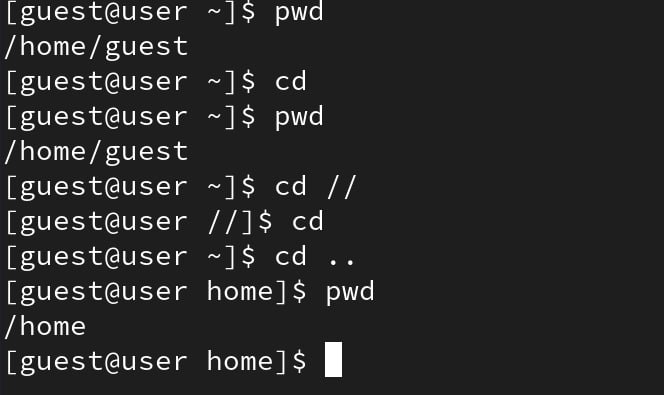 [guest@user ~]$ pwd
/home/guest
[guest@user ~]$ cd
[guest@user ~]$ pwd
/home/guest
[guest@user ~]$ cd //
[guest@user //]$ cd
[guest@user ~]$ cd ..
[guest@user home]$ pwd
/home
[guest@user home]$